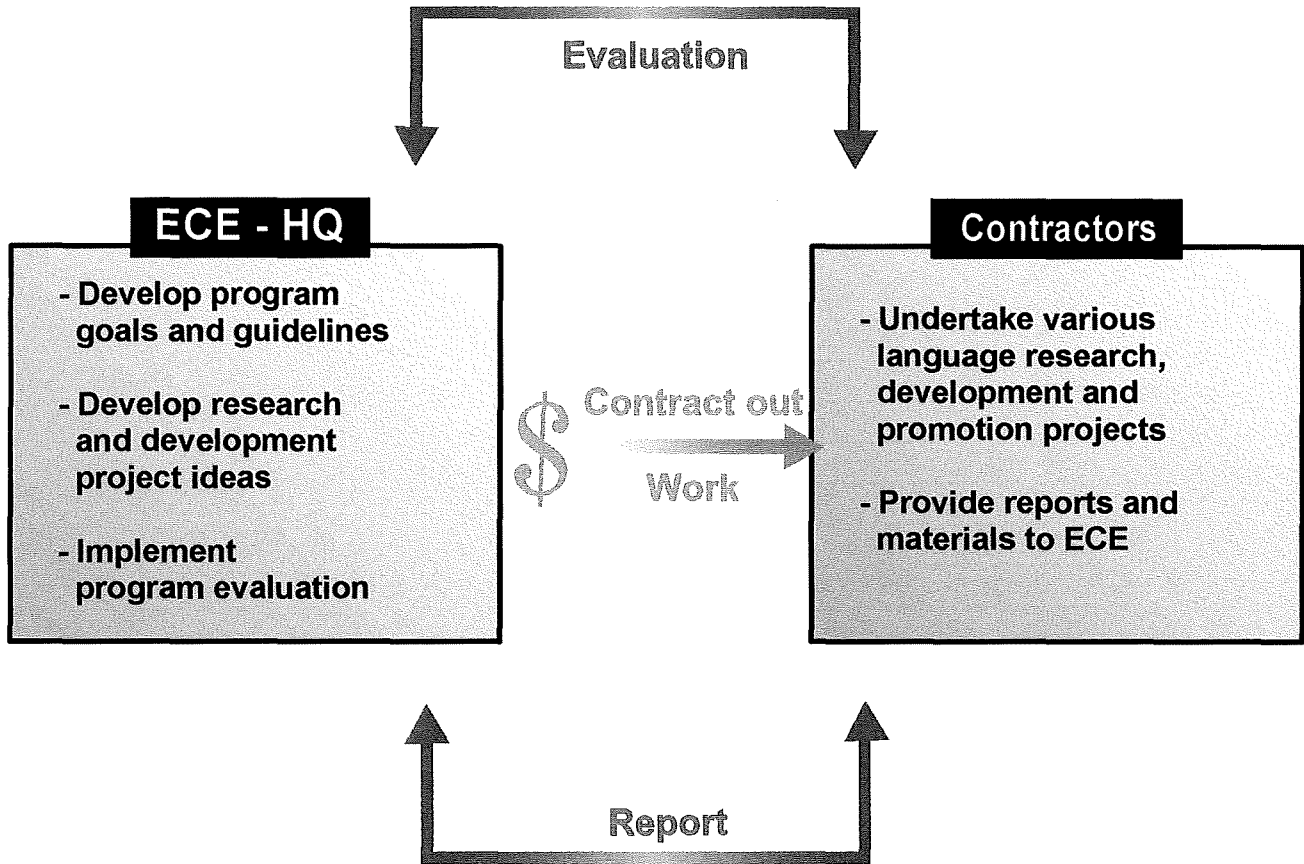 Evaluation
ECE - HQ
- Develop program
goals and guidelines
- Develop research
and development
project ideas
- Implement
program evaluation
$
Contract out
Work
Contractors
- Undertake various
language research,
development and
promotion projects
- Provide reports and
materials to ECE
Report